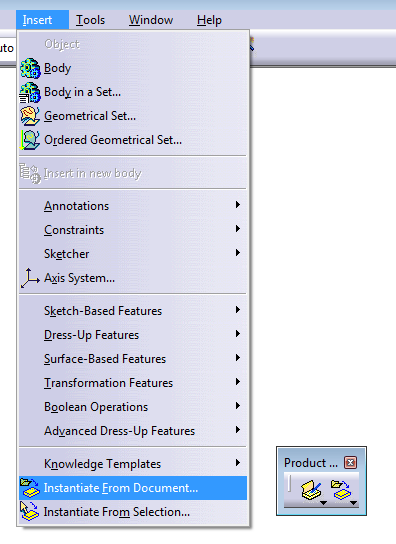 Insert Tools Window Help
uto
Object
Body
Body in a Set...
Geometrical Set...
Ordered Geometrical Set...
Insert in new body
Annotations
Constraints
Sketcher
Axis System...
Sketch-Based Features
Dress-Up Features
Surface-Based Features
Transformation Features
Boolean Operations
Advanced Dress-Up Features
Knowledge Templates
Product ...
Instantiate From Document...
Instantiate From Selection...